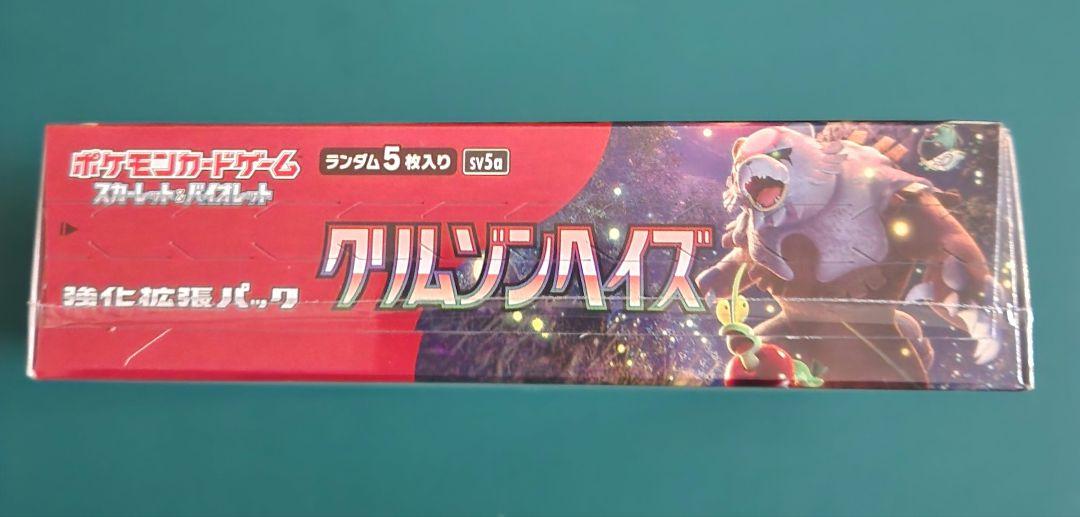 ポケモンカードゲーム
スカーレット&バイオレット
ランダム5枚入り
sv5a
クリムゾンヘイズ
強化拡張パック